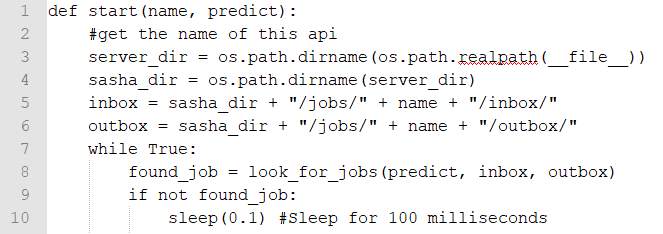 1 def start(name, predict):
2     #get the name of this api
3     server_dir = os.path.dirname(os.path.realpath(__file__))
4     sasha_dir = os.path.dirname(server_dir)
5     inbox = sasha_dir + "/jobs/" + name + "/inbox/"
6     outbox = sasha_dir + "/jobs/" + name + "/outbox/"
7     while True:
8         found_job = look_for_jobs(predict, inbox, outbox)
9         if not found_job:
10             sleep(0.1) #Sleep for 100 milliseconds